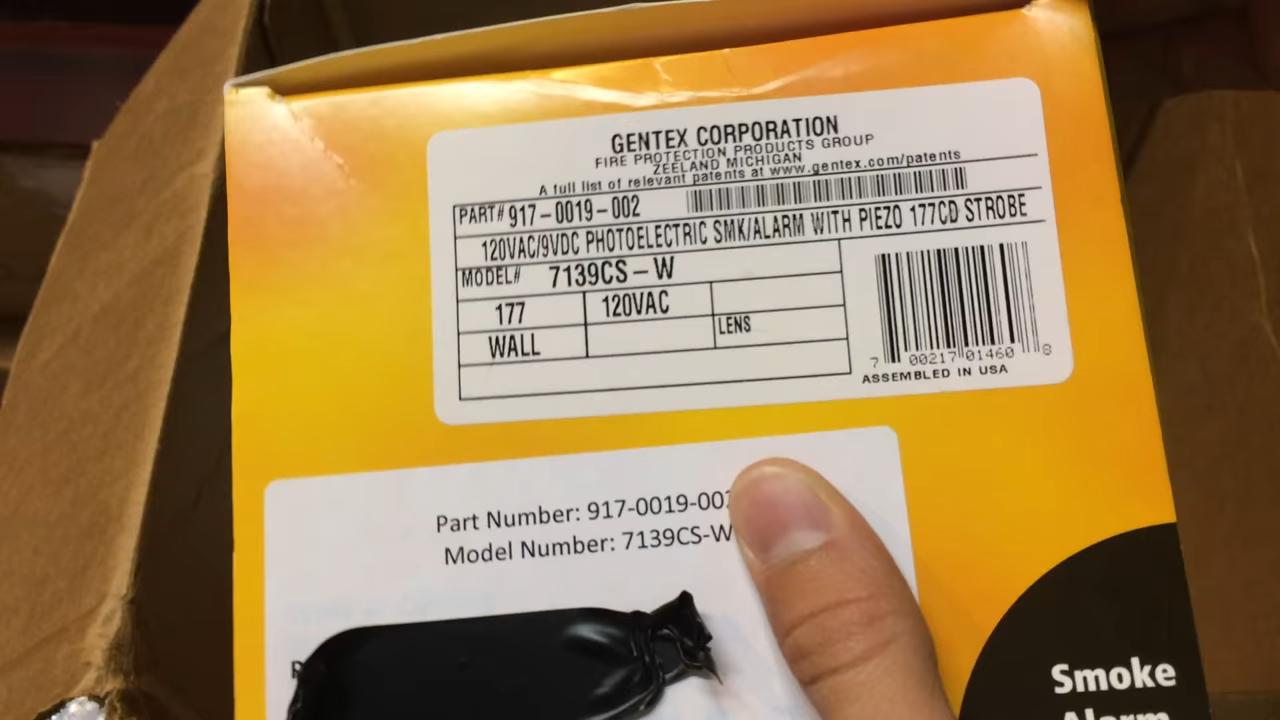 GENTEX CORPORATION
FIRE PROTECTION PRODUCTS GROUP
ZEELAND MICHIGAN
A full list of relevant patents at www.gentex.com/patents
PART# 917-0019-002
120VAC/9VDC PHOTOELECTRIC SMK/ALARM WITH PIEZO 177CD STROBE
MODEL# 7139CS-W
177 120VAC
WALL LENS
7 00217 01460 8
ASSEMBLED IN USA
Part Number: 917-0019-00
Model Number: 7139CS-W
Smoke
Alarm